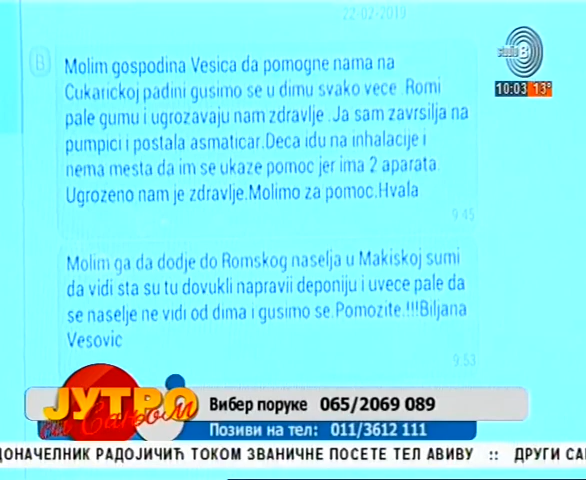 22-02-2019
B
studio B
10:03 13°
Molim gospodina Vesica da pomogne nama na
Cukarickoj padini gusimo se u dimu svako vece .Romi
pale gumu i ugrozavaju nam zdravlje .Ja sam zavrsilja na
pumpici i postala asmaticar.Deca idu na inhalacije i
nema mesta da im se ukaze pomoc jer ima 2 aparata.
Ugrozeno nam je zdravlje.Molimo za pomoc.Hvala
9:45
Molim ga da dodje do Romskog naselja u Makiskoj sumi
da vidi sta su tu dovukli napravii deponiju i uvece pale da
se naselje ne vidi od dima i gusimo se.Pomozite.!!!Biljana
Vesovic
9:53
ЈУТРО
са Сањом
Вибер поруке 065/2069 089
Позиви на тел: 011/3612 111
ДОНАЧЕЛНИК РАДОЈИЧИЋ ТОКОМ ЗВАНИЧНЕ ПОСЕТЕ ТЕЛ АВИВУ :: ДРУГИ СА